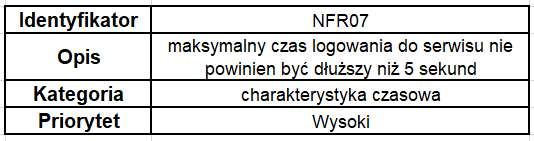 Identyfikator NFR07
Opis maksymalny czas logowania do serwisu nie
powinien być dłuższy niż 5 sekund
Kategoria charakterystyka czasowa
Priorytet Wysoki